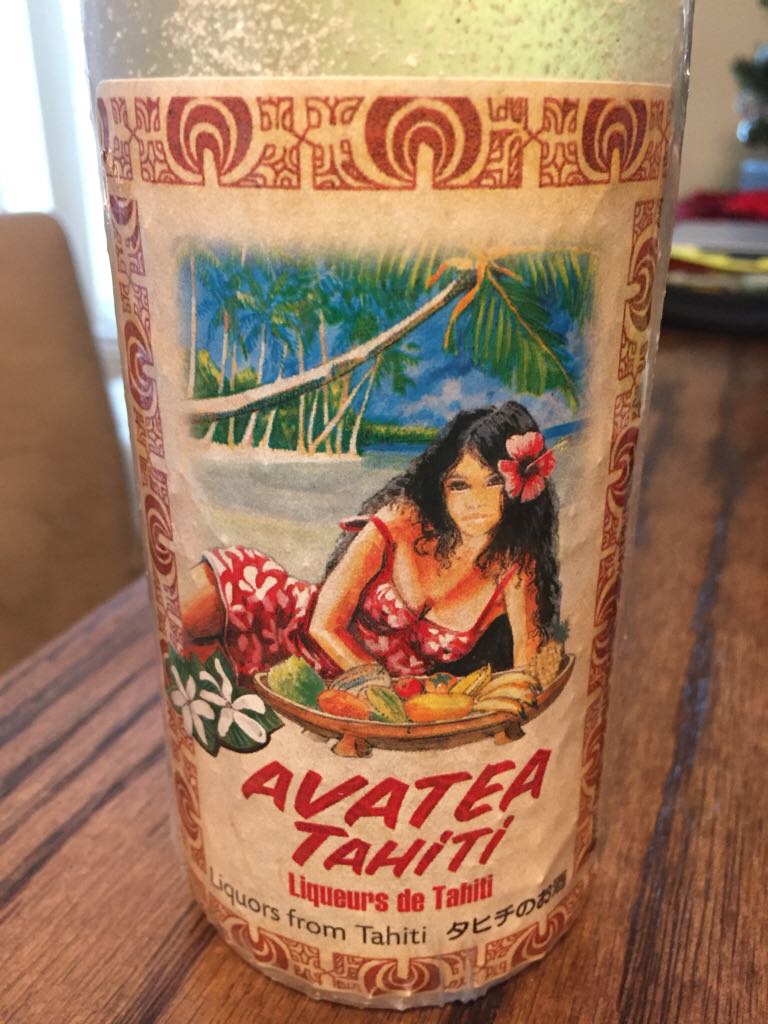 AVATEA
TAHITI
Liqueurs de Tahiti
Liquors from Tahiti タヒチのお酒